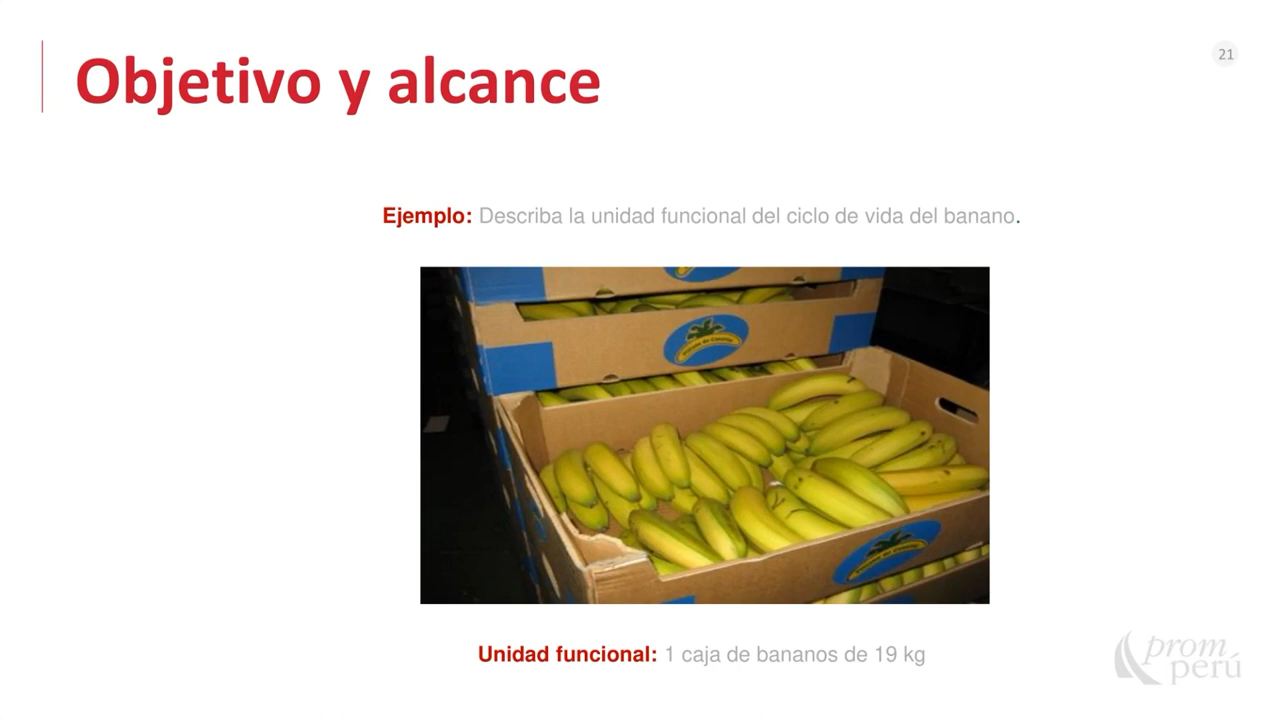 Objetivo y alcance
21
Ejemplo: Describa la unidad funcional del ciclo de vida del banano.
Unidad funcional: 1 caja de bananos de 19 kg
prom
perú